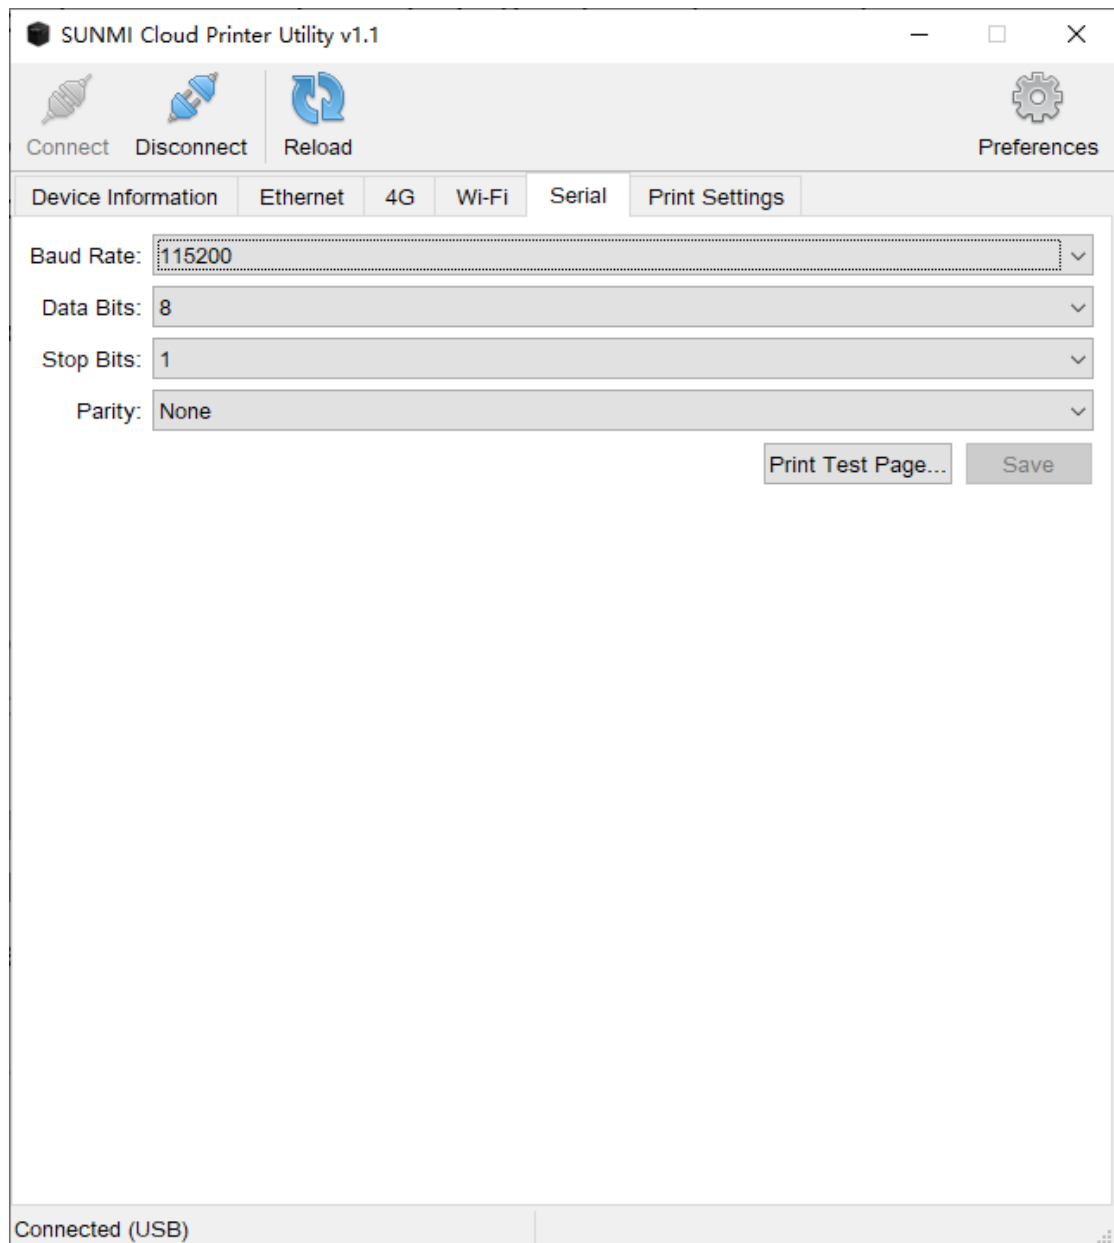 SUNMI Cloud Printer Utility v1.1
Connect Disconnect Reload Preferences
Device Information Ethernet 4G Wi-Fi Serial Print Settings
Baud Rate: 115200
Data Bits: 8
Stop Bits: 1
Parity: None
Print Test Page... Save
Connected (USB)